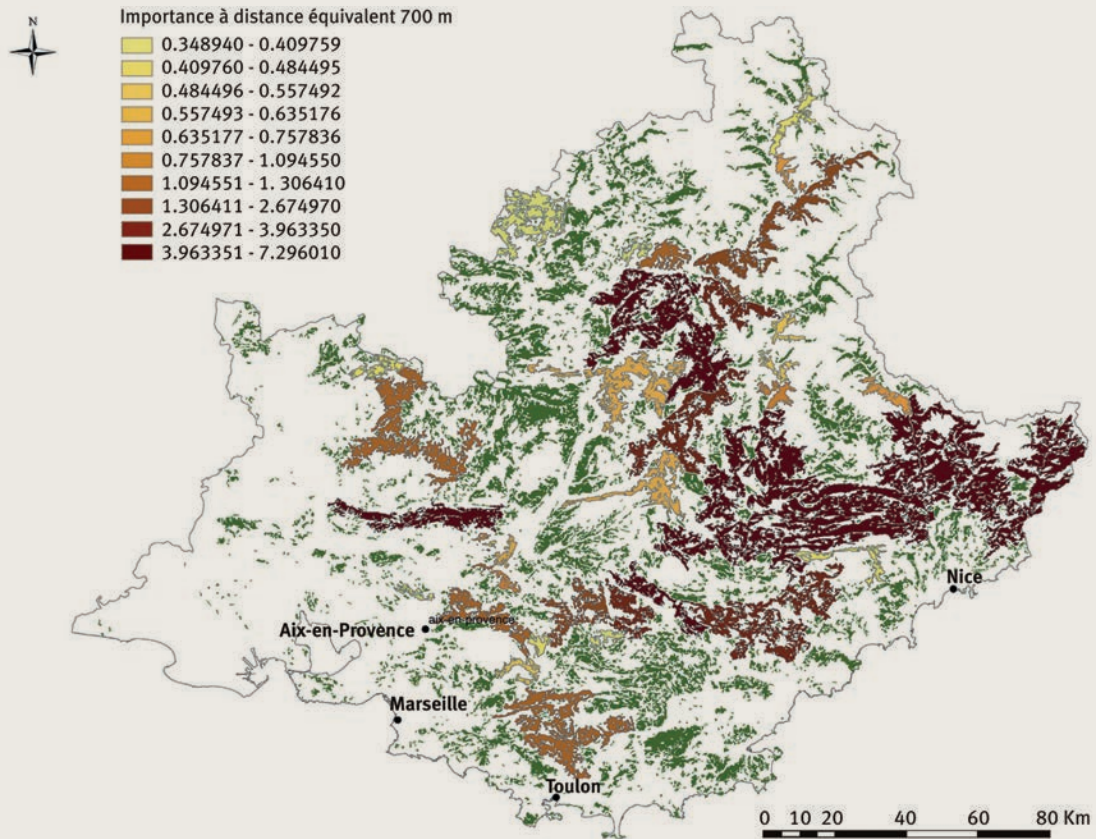 Importance à distance équivalent 700 m
N
0.348940 - 0.409759
0.409760 - 0.484495
0.484496 - 0.557492
0.557493 - 0.635176
0.635177 - 0.757836
0.757837 - 1.094550
1.094551 - 1. 306410
1.306411 - 2.674970
2.674971 - 3.963350
3.963351 - 7.296010
Nice
Aix-en-Provence
aix-en-provence
Marseille
Toulon
0 10 20 40 60 80 Km